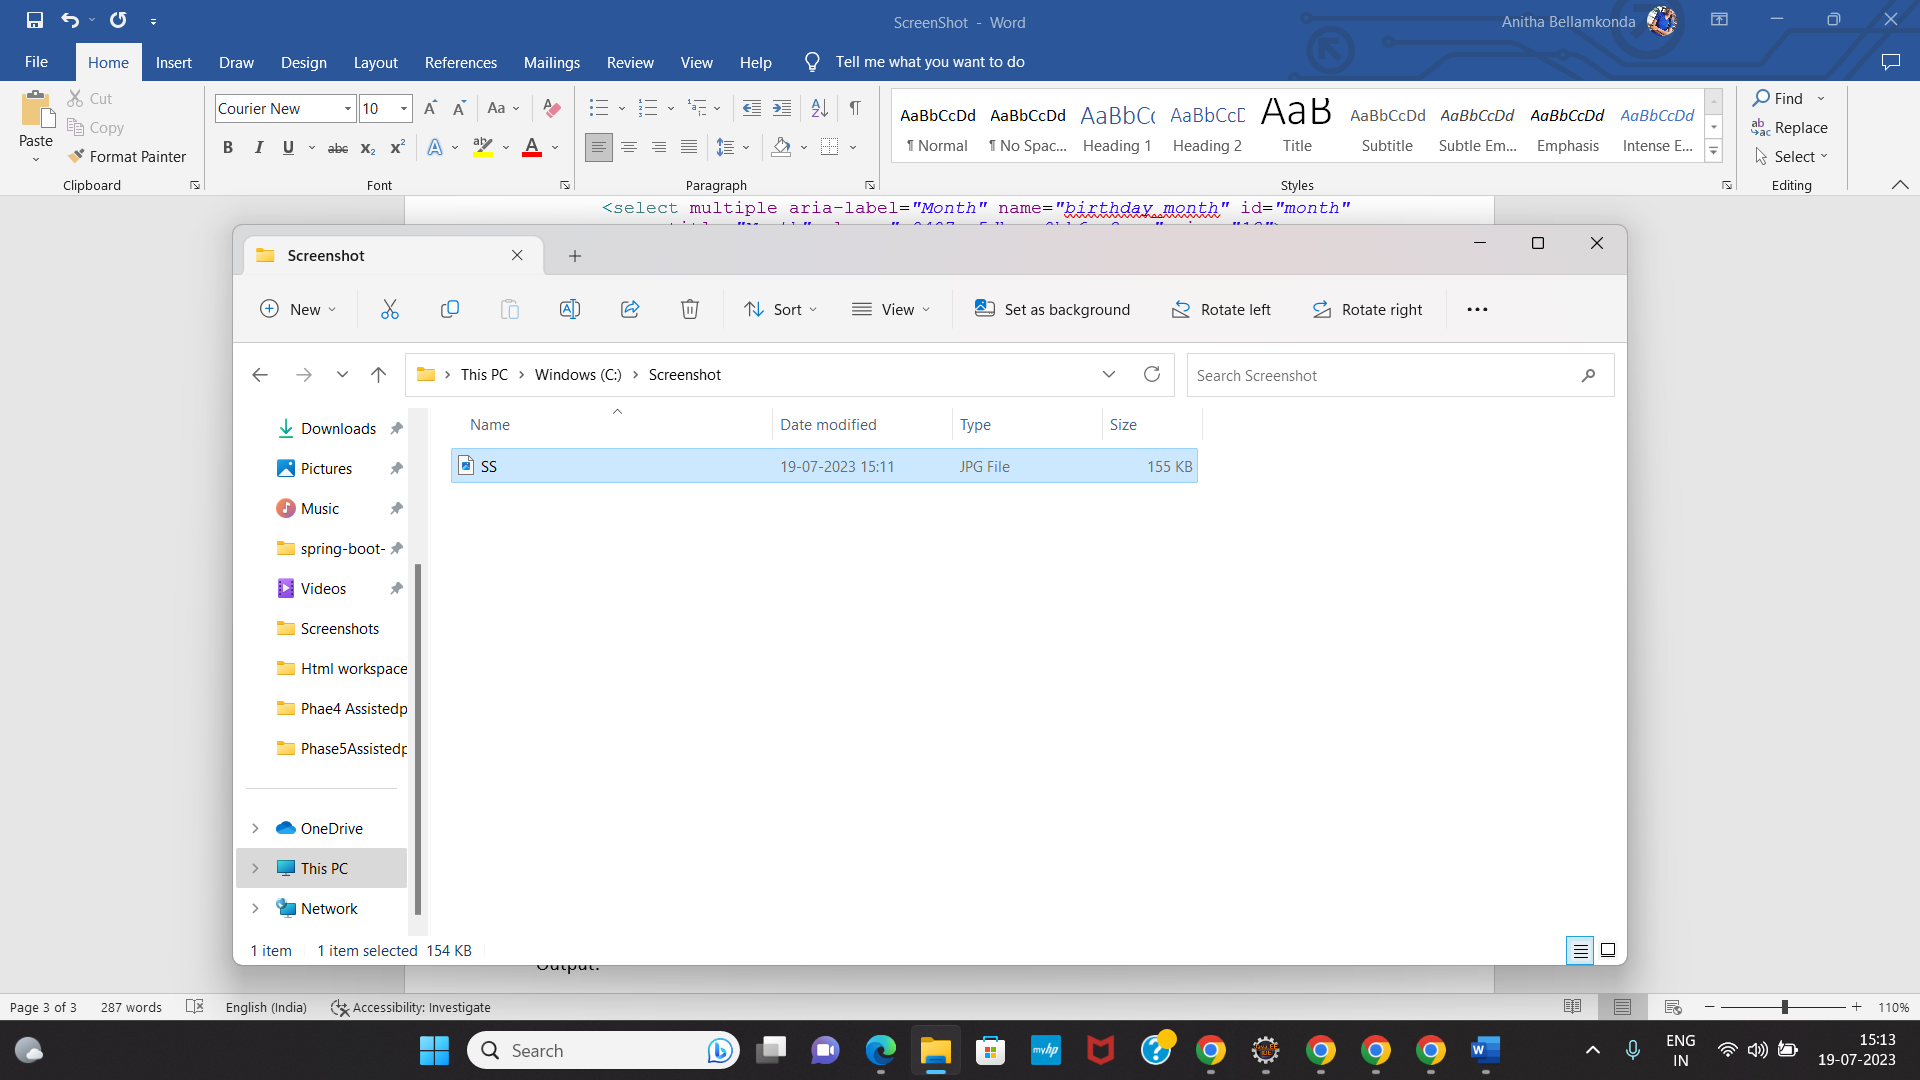 ScreenShot - Word
Anitha Bellamkonda
File Home Insert Draw Design Layout References Mailings Review View Help Tell me what you want to do
Paste
Cut
Copy
Format Painter
Clipboard
Courier New 10
Font
Paragraph
AaBbCcDd AaBbCcDd AaBbCc AaBbCcD AaB AaBbCcDd AaBbCcDd AaBbCcDd AaBbCcDd
¶ Normal ¶ No Spac... Heading 1 Heading 2 Title Subtitle Subtle Em... Emphasis Intense E...
Styles
Find
Replace
Select
Editing
<select multiple aria-label="Month" name="birthday_month" id="month"
Screenshot
New Sort View Set as background Rotate left Rotate right
This PC > Windows (C:) > Screenshot
Search Screenshot
Name Date modified Type Size
SS 19-07-2023 15:11 JPG File 155 KB
Downloads
Pictures
Music
spring-boot-
Videos
Screenshots
Html workspace
Phae4 Assistedp
Phase5Assistedp
OneDrive
This PC
Network
1 item 1 item selected 154 KB
Output:
Page 3 of 3 287 words English (India) Accessibility: Investigate 110%
Search
myhp
ENG
IN
15:13
19-07-2023